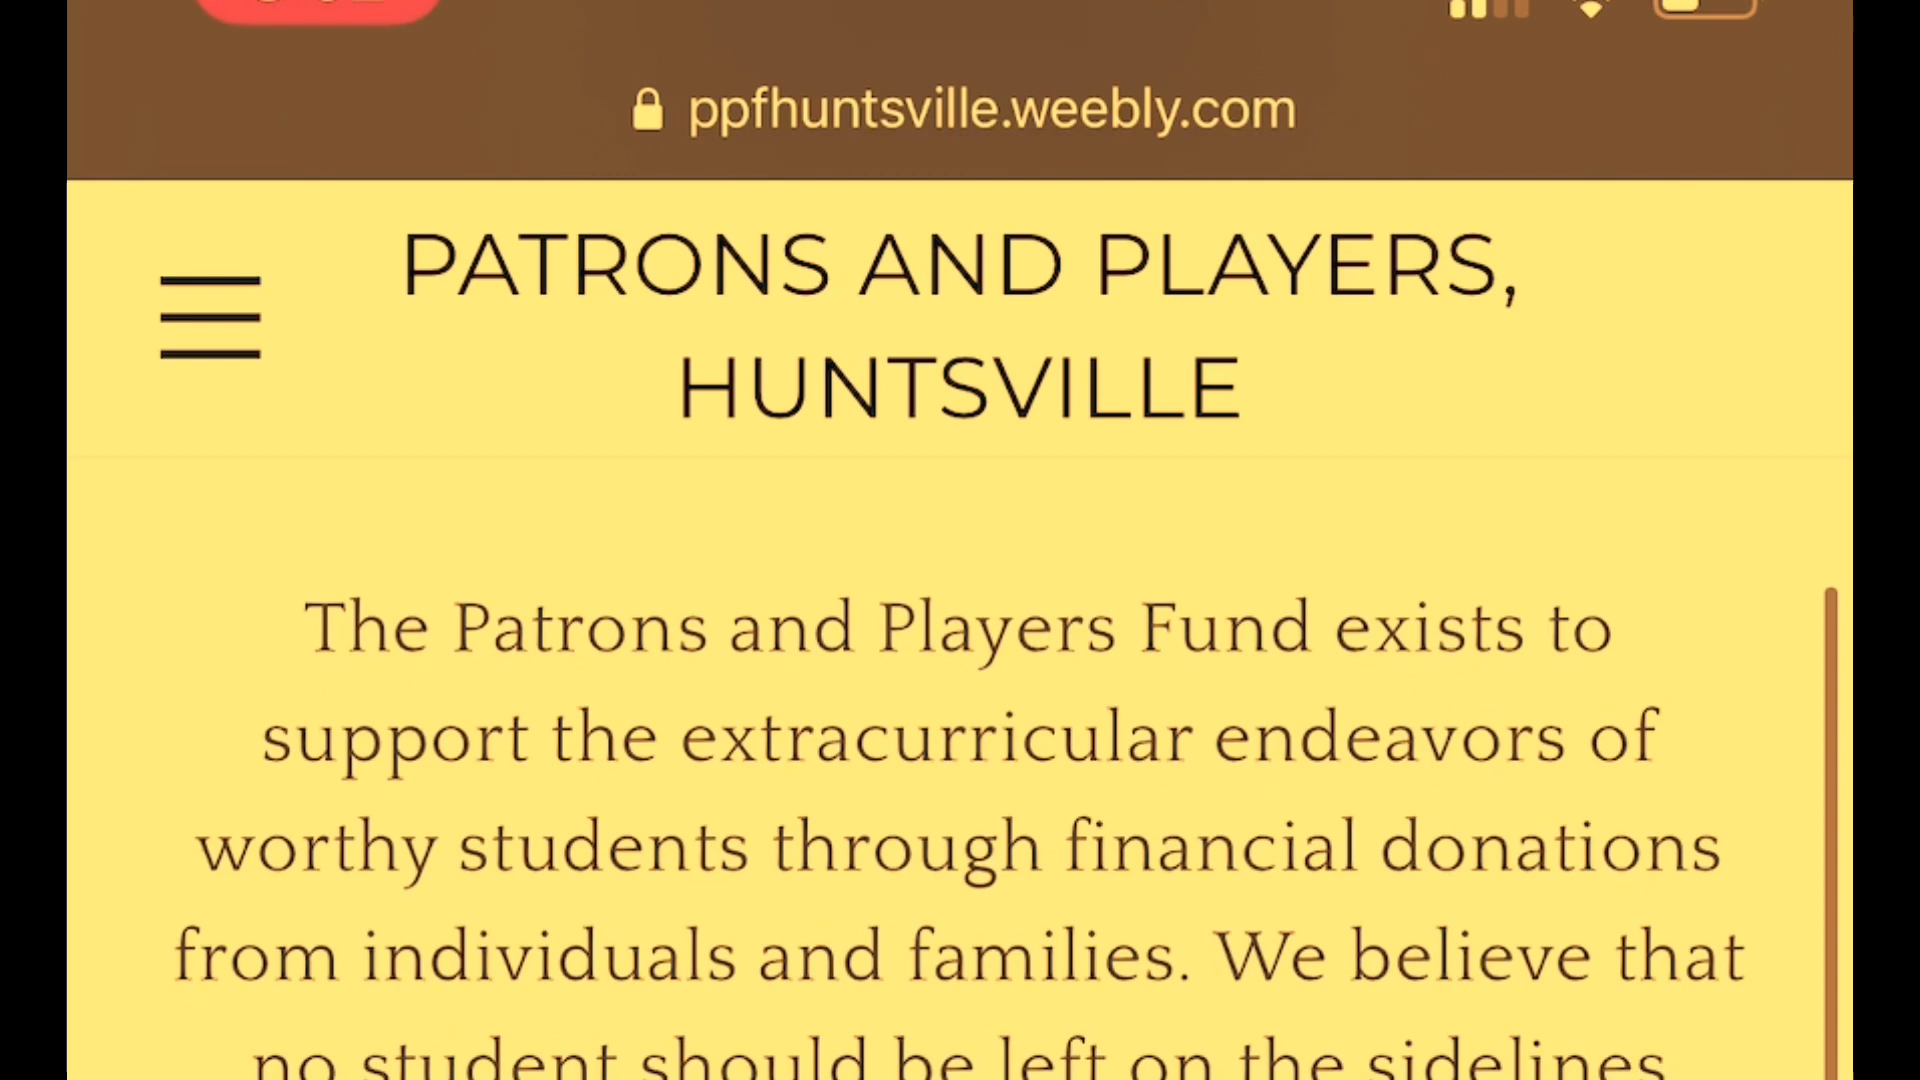 ppfhuntsville.weebly.com
PATRONS AND PLAYERS,
HUNTSVILLE
The Patrons and Players Fund exists to
support the extracurricular endeavors of
worthy students through financial donations
from individuals and families. We believe that
no student should be left on the sidelines